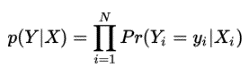 p(Y|X) = ∏_{i=1}^{N} Pr(Y_i = y_i|X_i)